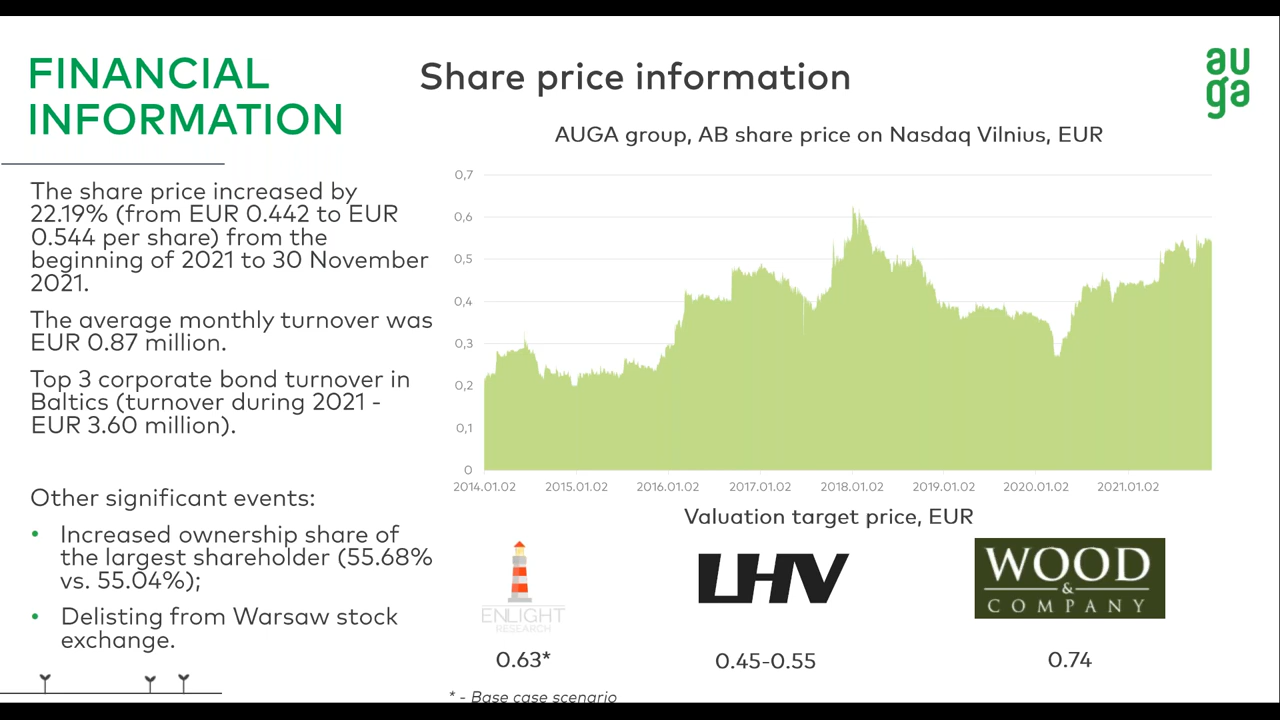 FINANCIAL
INFORMATION
The share price increased by
22.19% (from EUR 0.442 to EUR
0.544 per share) from the
beginning of 2021 to 30 November
2021.
The average monthly turnover was
EUR 0.87 million.
Top 3 corporate bond turnover in
Baltics (turnover during 2021 -
EUR 3.60 million).
Other significant events:
• Increased ownership share of
the largest shareholder (55.68%
vs. 55.04%);
• Delisting from Warsaw stock
exchange.
Share price information
au
ga
AUGA group, AB share price on Nasdaq Vilnius, EUR
0,7
0,6
0,5
0,4
0,3
0,2
0,1
0
2014.01.02 2015.01.02 2016.01.02 2017.01.02 2018.01.02 2019.01.02 2020.01.02 2021.01.02
Valuation target price, EUR
ENLIGHT
RESEARCH
LHV
WOOD
&
COMPANY
0.63* 0.45-0.55 0.74
* - Base case scenario